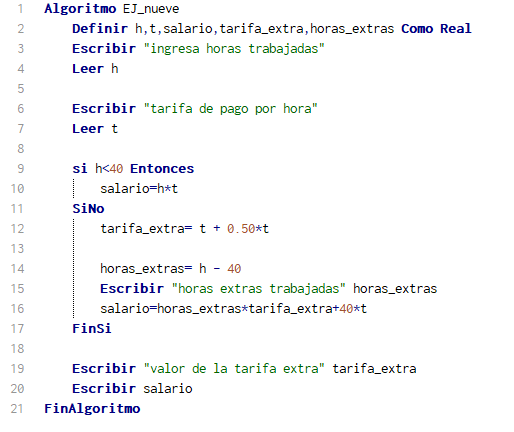 1 Algoritmo EJ_nueve
2 Definir h,t,salario,tarifa_extra,horas_extras Como Real
3 Escribir "ingresa horas trabajadas"
4 Leer h
5
6 Escribir "tarifa de pago por hora"
7 Leer t
8
9 si h<40 Entonces
10 salario=h*t
11 SiNo
12 tarifa_extra= t + 0.50*t
13
14 horas_extras= h - 40
15 Escribir "horas extras trabajadas" horas_extras
16 salario=horas_extras*tarifa_extra+40*t
17 FinSi
18
19 Escribir "valor de la tarifa extra" tarifa_extra
20 Escribir salario
21 FinAlgoritmo